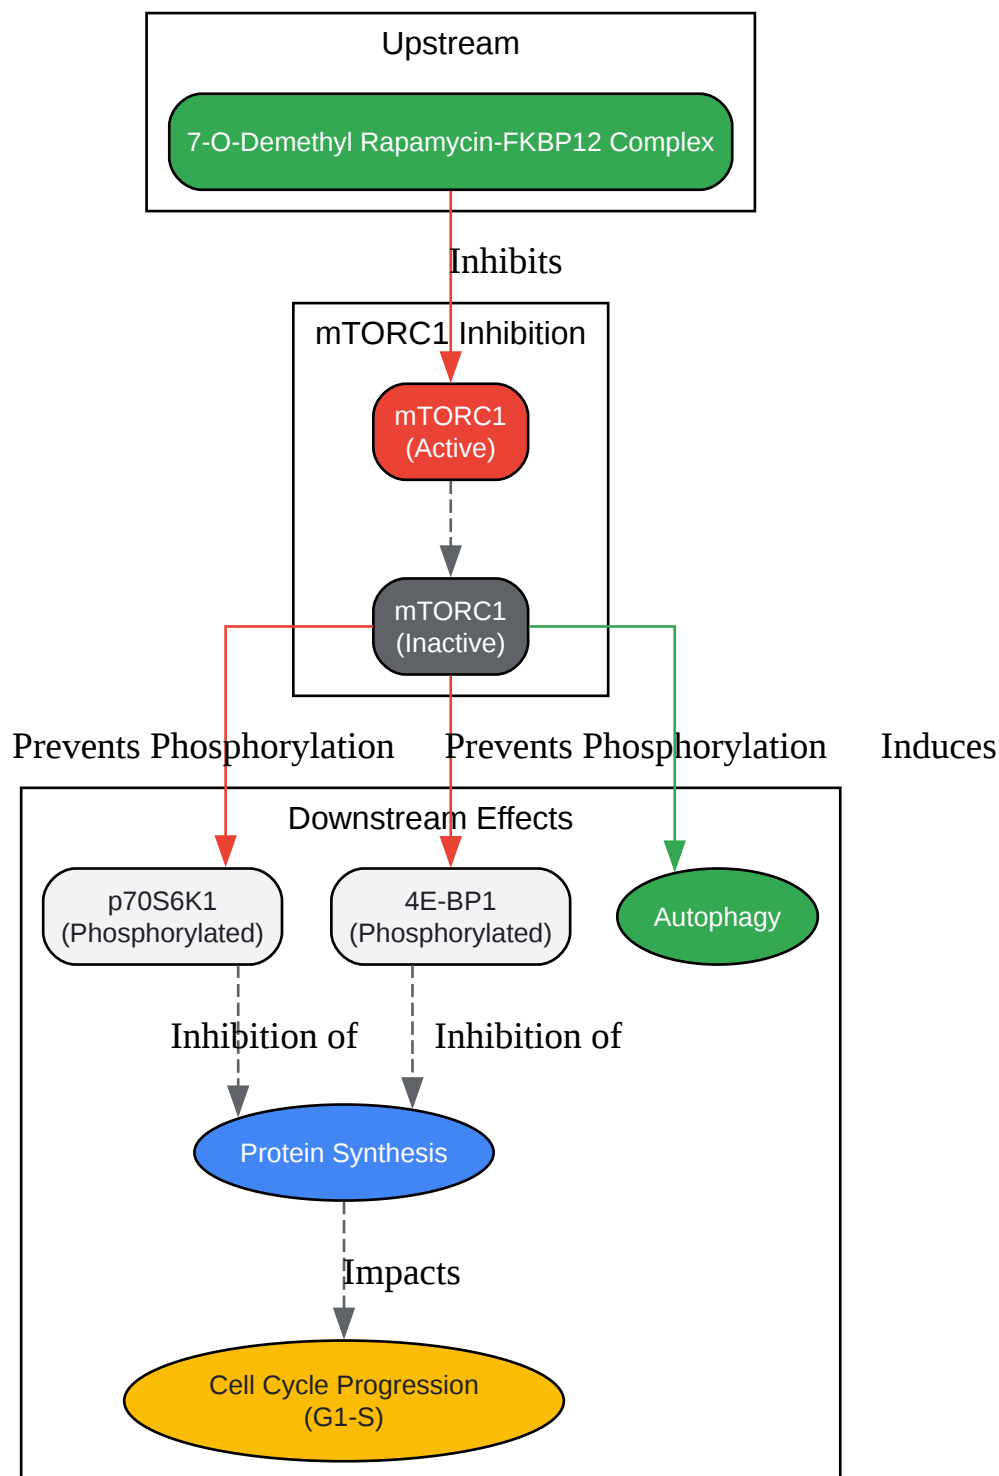 Upstream
7-O-Demethyl Rapamycin-FKBP12 Complex
Inhibits
mTORC1 Inhibition
mTORC1
(Active)
mTORC1
(Inactive)
Prevents Phosphorylation
Prevents Phosphorylation
Induces
Downstream Effects
p70S6K1
(Phosphorylated)
4E-BP1
(Phosphorylated)
Autophagy
Inhibition of
Inhibition of
Protein Synthesis
Impacts
Cell Cycle Progression
(G1-S)